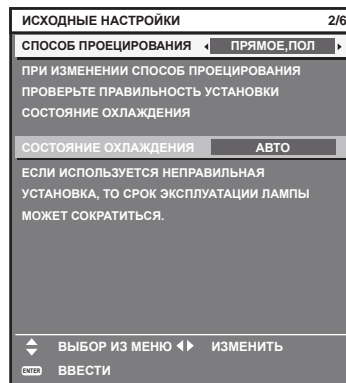 ИСХОДНЫЕ НАСТРОЙКИ 2/6
СПОСОБ ПРОЕЦИРОВАНИЯ ПРЯМОЕ,ПОЛ
ПРИ ИЗМЕНЕНИИ СПОСОБ ПРОЕЦИРОВАНИЯ
ПРОВЕРЬТЕ ПРАВИЛЬНОСТЬ УСТАНОВКИ
СОСТОЯНИЕ ОХЛАЖДЕНИЯ
СОСТОЯНИЕ ОХЛАЖДЕНИЯ АВТО
ЕСЛИ ИСПОЛЬЗУЕТСЯ НЕПРАВИЛЬНАЯ
УСТАНОВКА, ТО СРОК ЭКСПЛУАТАЦИИ ЛАМПЫ
МОЖЕТ СОКРАТИТЬСЯ.
ВЫБОР ИЗ МЕНЮ ИЗМЕНИТЬ
ENTER ВВЕСТИ